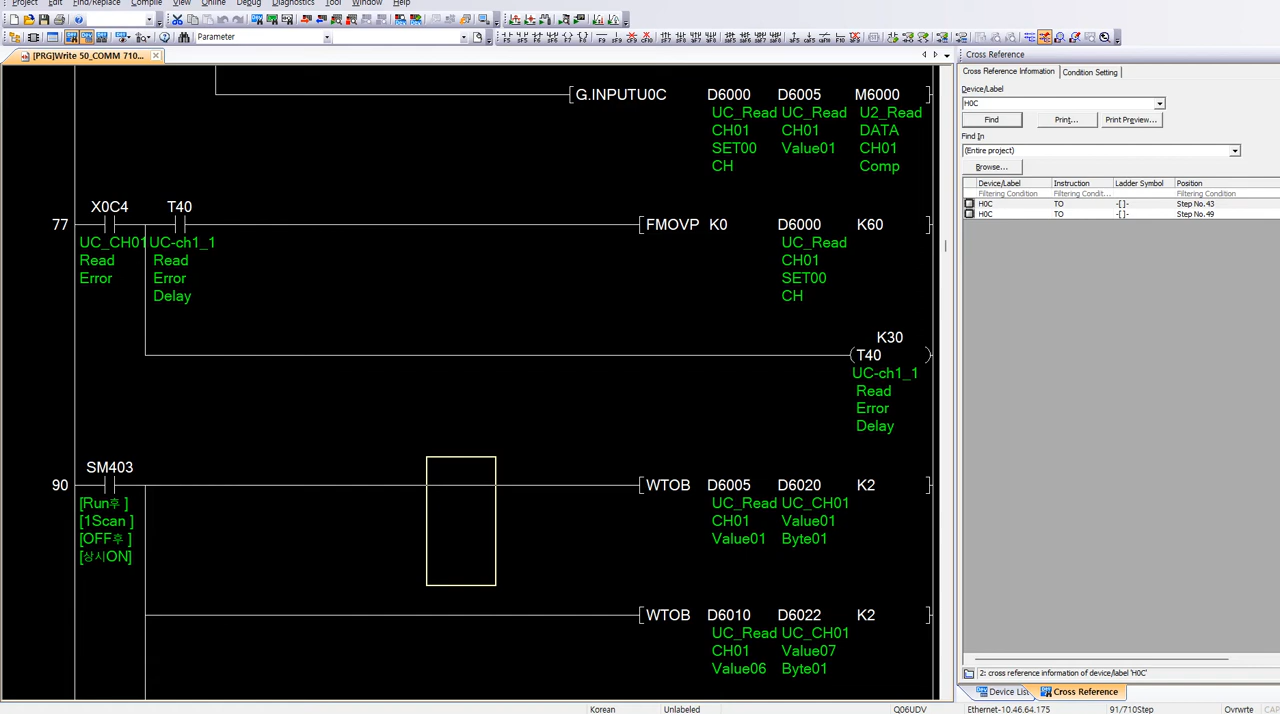 Project Edit Find/Replace Compile View Online Debug Diagnostics Tool Window Help
Parameter
[PRG]Write 50_COMM 710...
G.INPUTU0C D6000 D6005 M6000
UC_Read UC_Read U2_Read
CH01 CH01 DATA
SET00 Value01 CH01
CH Comp
77 X0C4 T40 FMOVP K0 D6000 K60
UC_CH01 UC-ch1_1 UC_Read
Read Read CH01
Error Error SET00
Delay CH
K30
T40
UC-ch1_1
Read
Error
Delay
SM403
90 WTOB D6005 D6020 K2
[Run후 ] UC_Read UC_CH01
[1Scan ] CH01 Value01
[OFF후 ] Value01 Byte01
[상시ON]
WTOB D6010 D6022 K2
UC_Read UC_CH01
CH01 Value07
Value06 Byte01
Cross Reference
Cross Reference Information Condition Setting
Device/Label
H0C
Find Print... Print Preview...
Find In
(Entire project)
Browse...
Device/Label Instruction Ladder Symbol Position
Filtering Condition Filtering Condit... Filtering Condition Filtering Condition
H0C TO -[ ]- Step No.43
H0C TO -[ ]- Step No.49
2: cross reference information of device/label 'H0C'
Device List Cross Reference
Korean Unlabeled Q06UDV Ethernet-10.46.64.175 91/710Step Ovrwrte CAP